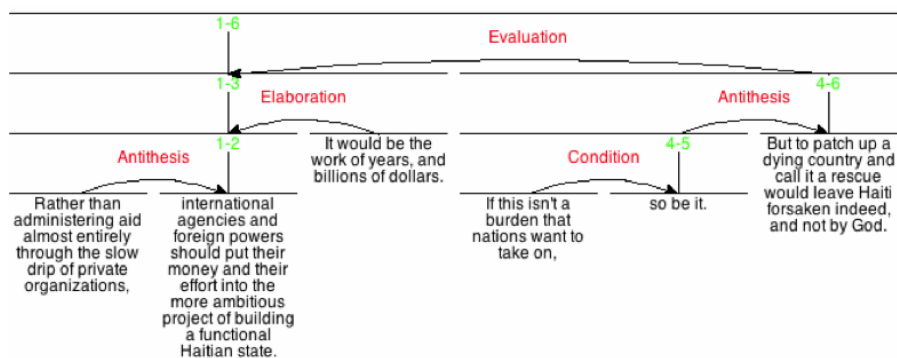 1-6
Evaluation
1-3
4-6
Elaboration
Antithesis
1-2
It would be the
work of years, and
billions of dollars.
4-5
But to patch up a
dying country and
call it a rescue
would leave Haiti
forsaken indeed,
and not by God.
Antithesis
Condition
Rather than
administering aid
almost entirely
through the slow
drip of private
organizations,
international
agencies and
foreign powers
should put their
money and their
effort into the
more ambitious
project of building
a functional
Haitian state.
If this isn't a
burden that
nations want to
take on,
so be it.